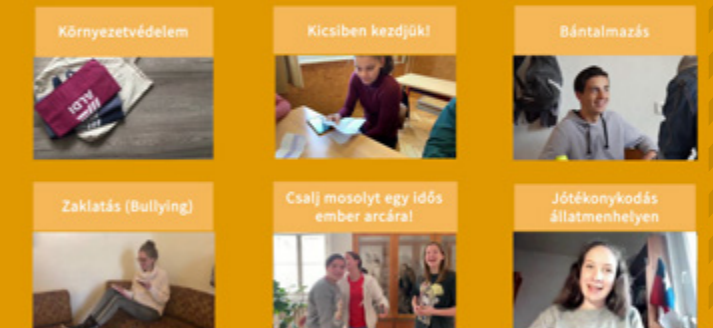 Környezetvédelem
Kicsiben kezdjük!
Bántalmazás
ALDI
Zaklatás (Bullying)
Csalj mosolyt egy idős
ember arcára!
Jótékonykodás
állatmenhelyen